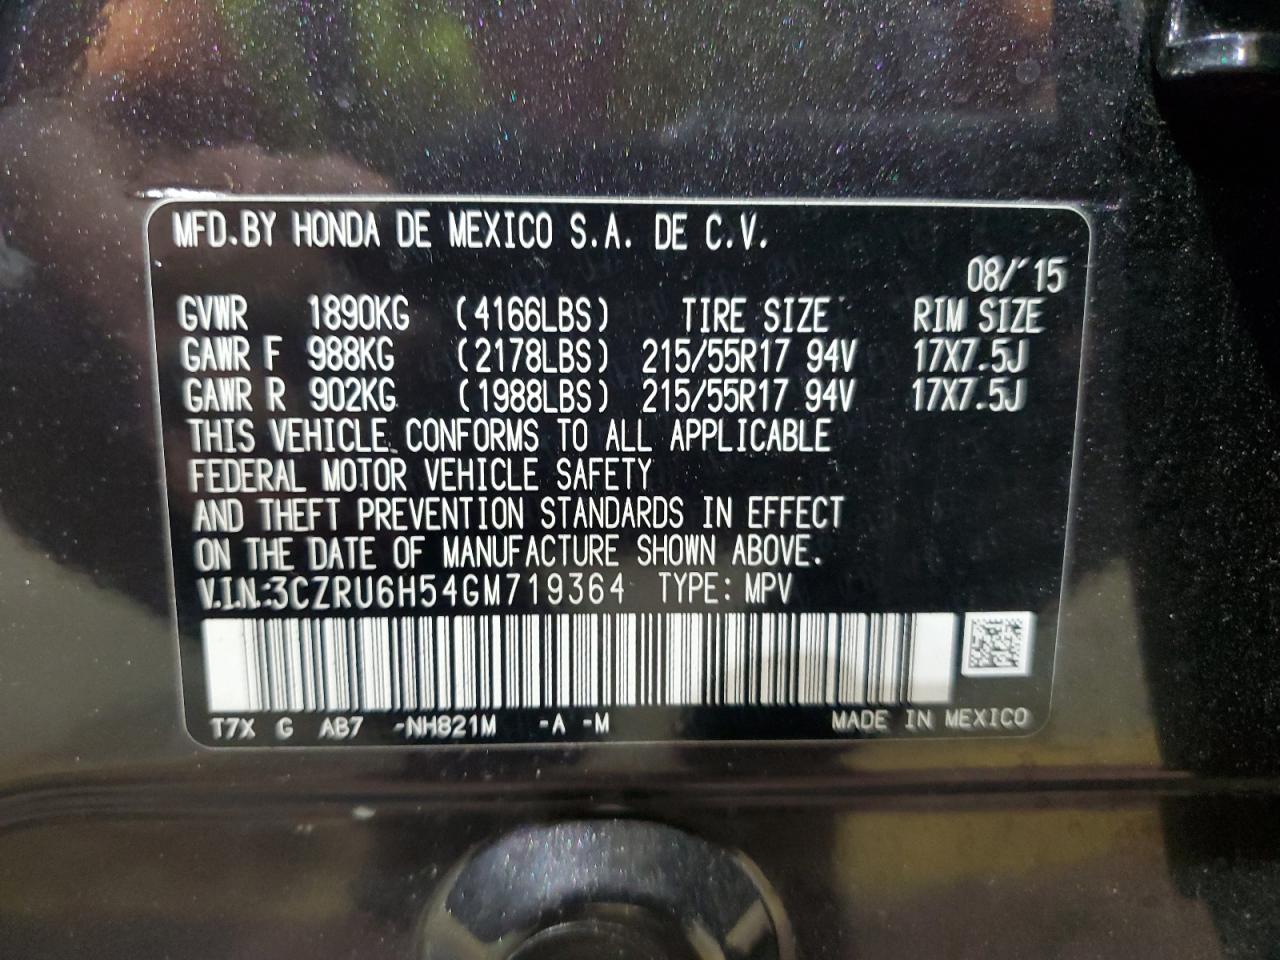 MFD.BY HONDA DE MEXICO S.A. DE C.V.
08/'15
GVWR 1890KG (4166LBS) TIRE SIZE RIM SIZE
GAWR F 988KG (2178LBS) 215/55R17 94V 17X7.5J
GAWR R 902KG (1988LBS) 215/55R17 94V 17X7.5J
THIS VEHICLE CONFORMS TO ALL APPLICABLE
FEDERAL MOTOR VEHICLE SAFETY
AND THEFT PREVENTION STANDARDS IN EFFECT
ON THE DATE OF MANUFACTURE SHOWN ABOVE.
V.I.N:3CZRU6H54GM719364 TYPE: MPV
T7X G AB7 -NH821M -A -M MADE IN MEXICO